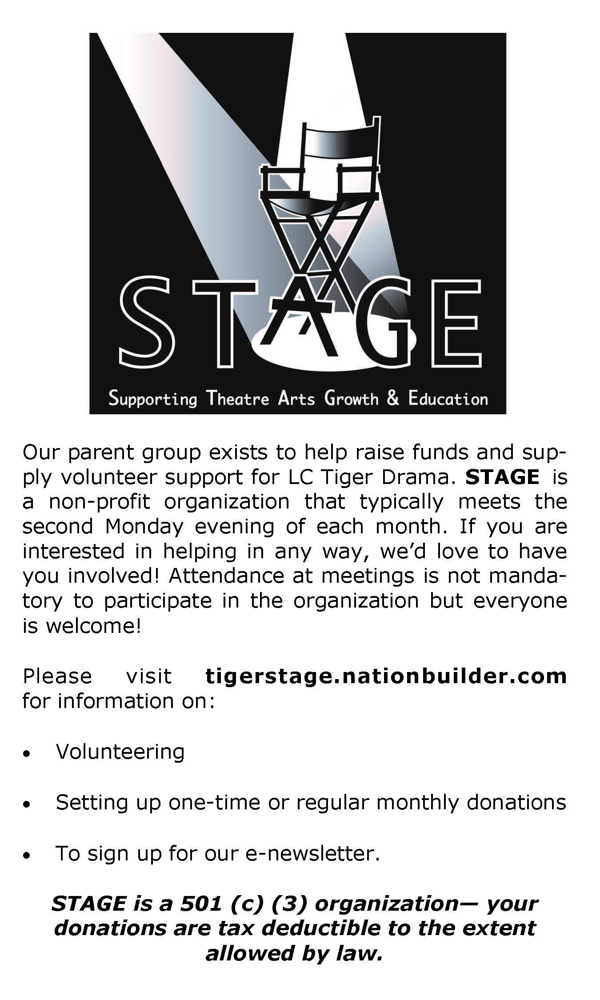 STAGE
Supporting Theatre Arts Growth & Education
Our parent group exists to help raise funds and sup-
ply volunteer support for LC Tiger Drama. STAGE is
a non-profit organization that typically meets the
second Monday evening of each month. If you are
interested in helping in any way, we’d love to have
you involved! Attendance at meetings is not manda-
tory to participate in the organization but everyone
is welcome!
Please visit tigerstage.nationbuilder.com
for information on:
• Volunteering
• Setting up one-time or regular monthly donations
• To sign up for our e-newsletter.
STAGE is a 501 (c) (3) organization— your
donations are tax deductible to the extent
allowed by law.